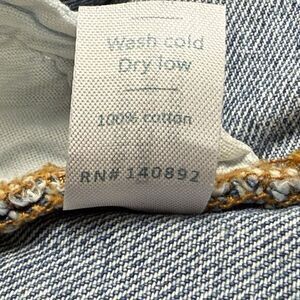 Wash cold
Dry low
100% cotton
RN# 140892